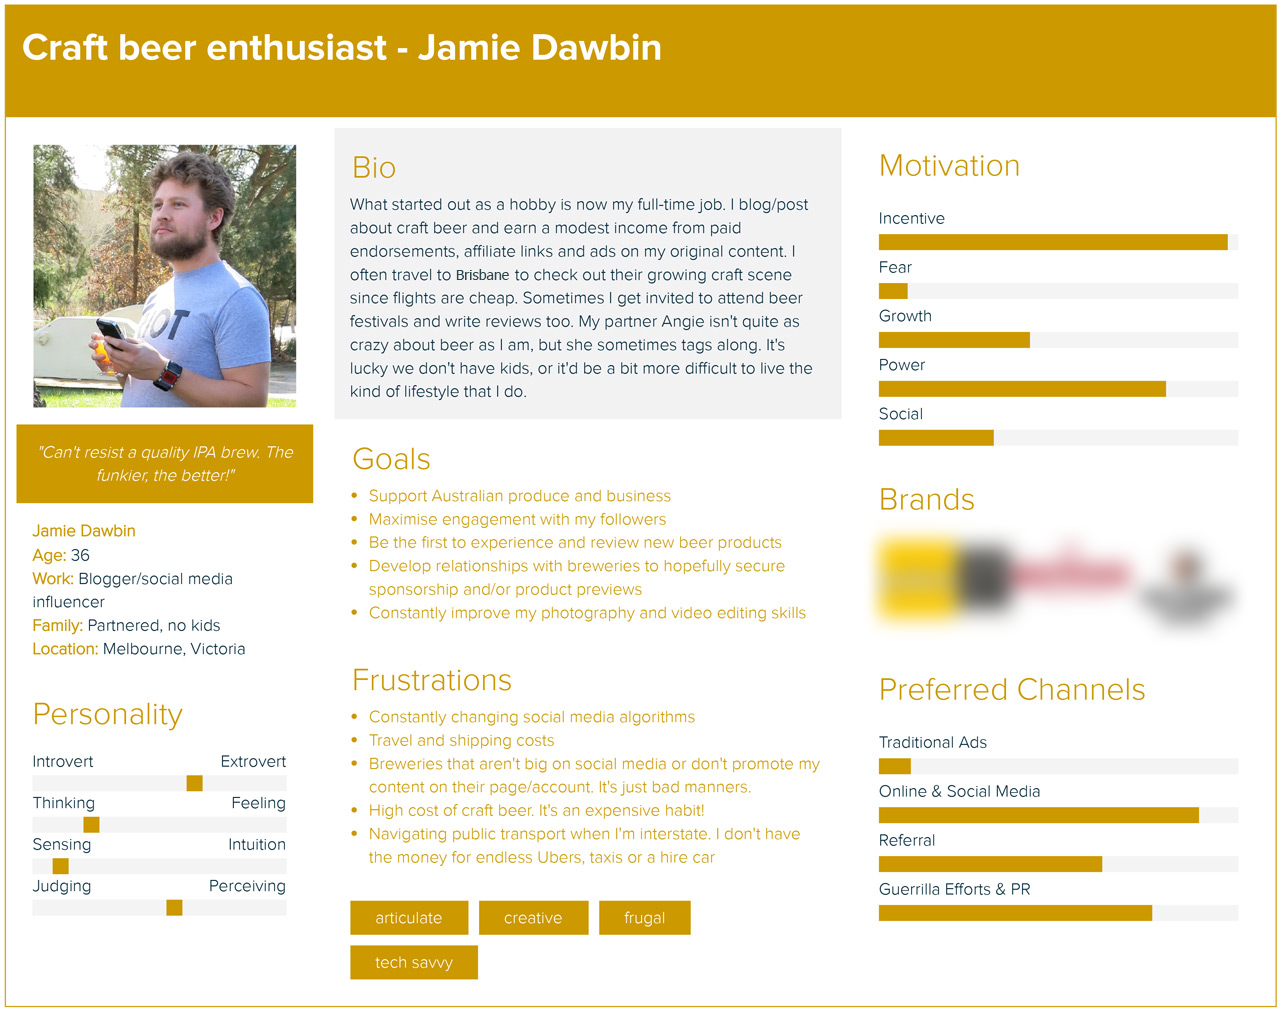 Craft beer enthusiast - Jamie Dawbin
OT
"Can't resist a quality IPA brew. The
funkier, the better!"
Jamie Dawbin
Age: 36
Work: Blogger/social media
influencer
Family: Partnered, no kids
Location: Melbourne, Victoria
Personality
Introvert Extrovert
Thinking Feeling
Sensing Intuition
Judging Perceiving
Bio
What started out as a hobby is now my full-time job. I blog/post
about craft beer and earn a modest income from paid
endorsements, affiliate links and ads on my original content. I
often travel to Brisbane to check out their growing craft scene
since flights are cheap. Sometimes I get invited to attend beer
festivals and write reviews too. My partner Angie isn't quite as
crazy about beer as I am, but she sometimes tags along. It's
lucky we don't have kids, or it'd be a bit more difficult to live the
kind of lifestyle that I do.
Goals
• Support Australian produce and business
• Maximise engagement with my followers
• Be the first to experience and review new beer products
• Develop relationships with breweries to hopefully secure
sponsorship and/or product previews
• Constantly improve my photography and video editing skills
Frustrations
• Constantly changing social media algorithms
• Travel and shipping costs
• Breweries that aren't big on social media or don't promote my
content on their page/account. It's just bad manners.
• High cost of craft beer. It's an expensive habit!
• Navigating public transport when I'm interstate. I don't have
the money for endless Ubers, taxis or a hire car
articulate creative frugal
tech savvy
Motivation
Incentive
Fear
Growth
Power
Social
Brands
Preferred Channels
Traditional Ads
Online & Social Media
Referral
Guerrilla Efforts & PR